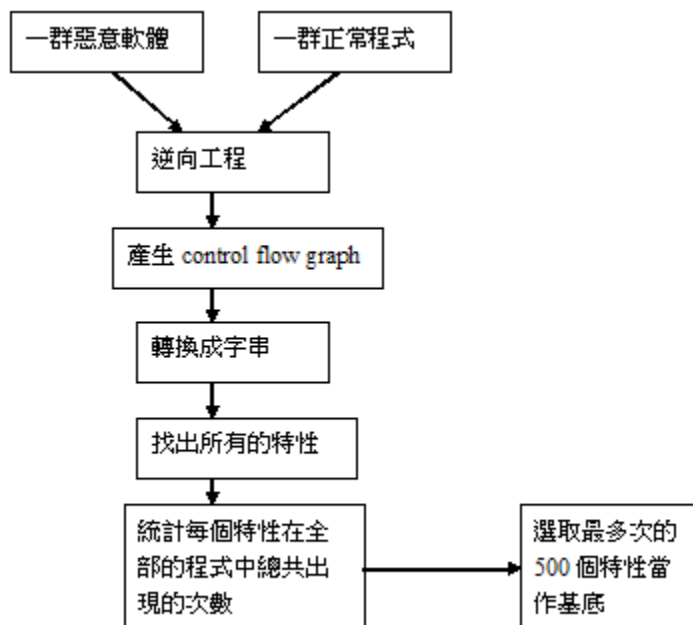 一群惡意軟體
一群正常程式
逆向工程
產生 control flow graph
轉換成字串
找出所有的特性
統計每個特性在全
部的程式中總共出
現的次數
選取最多次的
500 個特性當
作基底